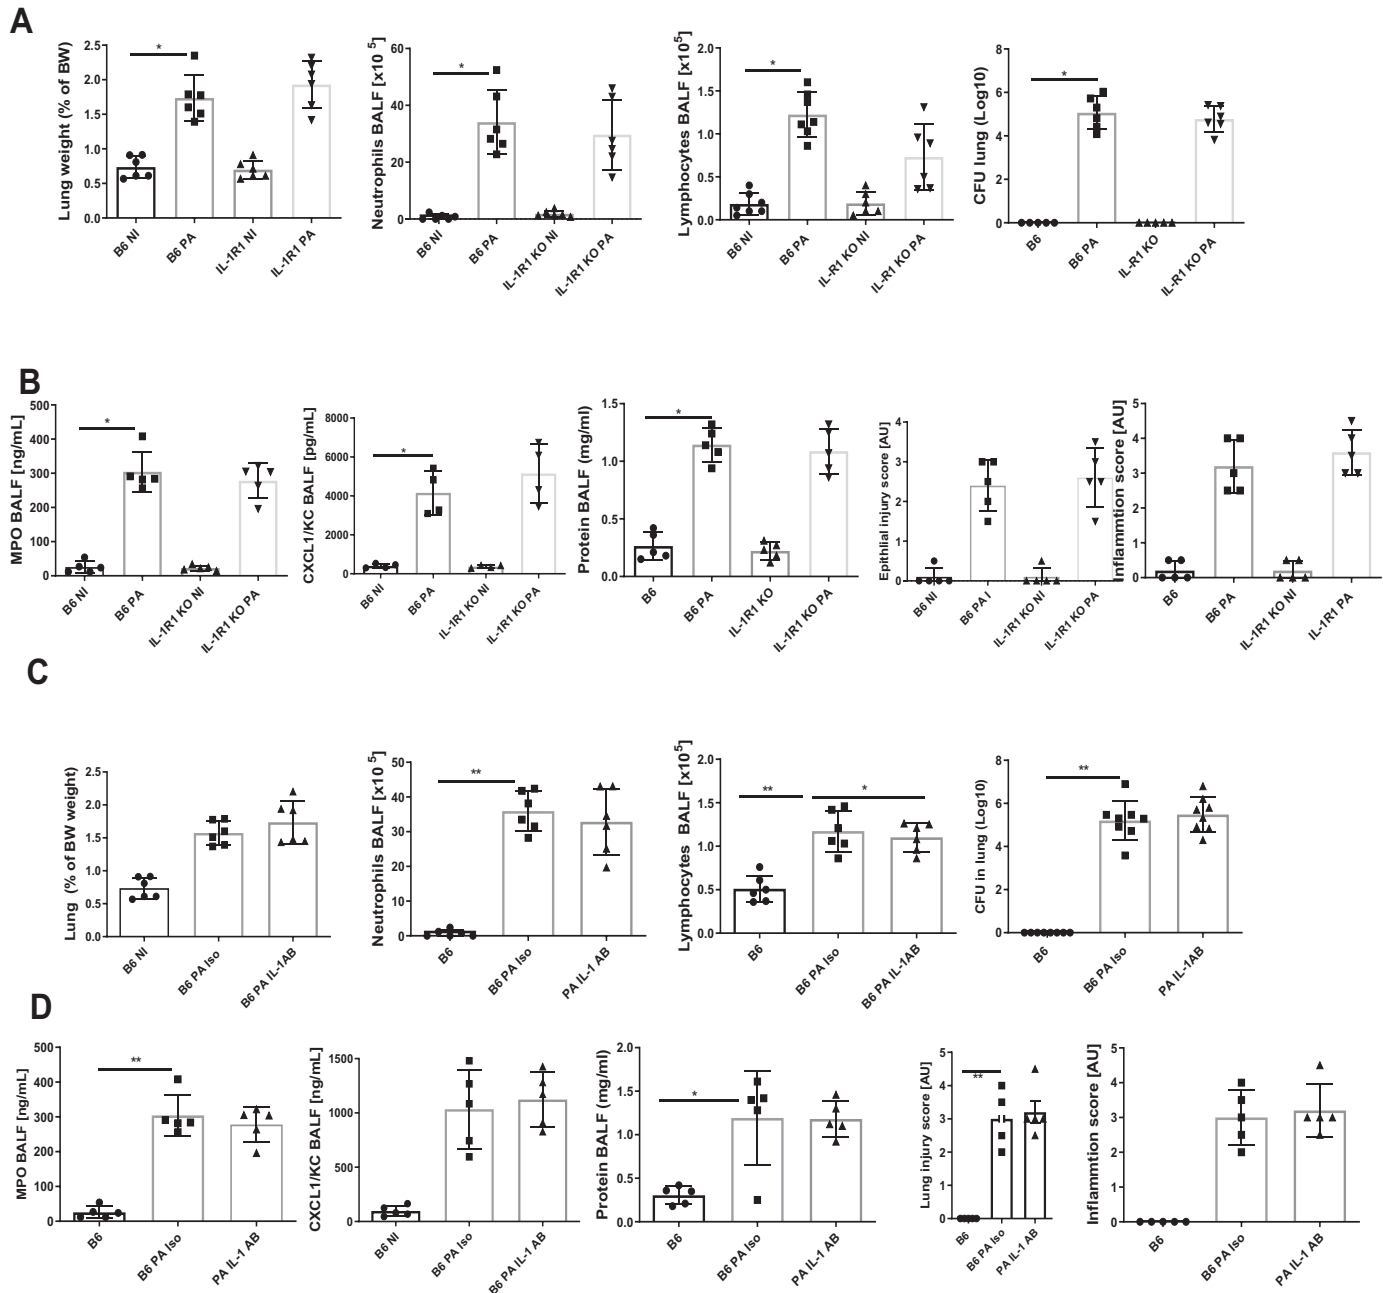 A
Lung weight (% of BW)
2.5
2.0
1.5
1.0
0.5
0.0
*
B6 NI
B6 PA
IL-1R1 NI
IL-1R1 PA
Neutrophils BALF [x10 5]
60
40
20
0
*
B6 NI
B6 PA
IL-1R1 KO NI
IL-1R1 KO PA
Lymphocytes BALF [x10 5]
2.0
1.5
1.0
0.5
0.0
*
B6 NI
B6 PA
IL-R1 KO NI
IL-R1 KO PA
CFU lung (Log10)
8
6
4
2
0
*
B6
B6 PA
IL-R1 KO
IL-R1 KO PA
B
MPO BALF [ng/mL]
500
400
300
200
100
0
*
B6 NI
B6 PA
IL-1R1 KO NI
IL-1R1 KO PA
CXCL1/KC BALF [pg/mL]
8000
6000
4000
2000
0
*
B6 NI
B6 PA
IL-1R1 KO NI
IL-1R1 KO PA
Protein BALF (mg/ml]
1.5
1.0
0.5
0.0
*
B6
B6 PA
IL-1R1 KO
IL-1R1 KO PA
Epithlial injury score [AU]
4
3
2
1
0
B6 NI
B6 PA I
IL-1R1 KO NI
IL-1R1 KO PA
Inflammtion score [AU]
5
4
3
2
1
0
B6
B6 PA
IL-1R1 KO NI
IL-1R1 PA
C
Lung (% of BW weight)
2.5
2.0
1.5
1.0
0.5
0.0
B6 NI
B6 PA Iso
B6 PA IL-1AB
Neutrophils BALF [x10 5]
50
40
30
20
10
0
**
B6
B6 PA Iso
PA IL-1 AB
Lymphocytes BALF [x10 5]
2.0
1.5
1.0
0.5
0.0
**
*
B6
B6 PA Iso
B6 PA IL-1AB
CFU in lung (Log10)
8
6
4
2
0
**
B6
B6 PA Iso
PA IL-1 AB
D
MPO BALF [ng/mL]
500
400
300
200
100
0
**
B6
B6 PA Iso
PA IL-1 AB
CXCL1/KC BALF [ng/mL]
1500
1000
500
0
B6 NI
B6 PA Iso
B6 PA IL-1 AB
Protein BALF (mg/ml]
2.0
1.5
1.0
0.5
0.0
*
B6
B6 PA Iso
PA IL-1 AB
Lung injury score [AU]
5
4
3
2
1
0
**
B6
B6 PA Iso
PA IL-1 AB
Inflammtion score [AU]
5
4
3
2
1
0
B6
B6 PA Iso
PA IL-1 AB